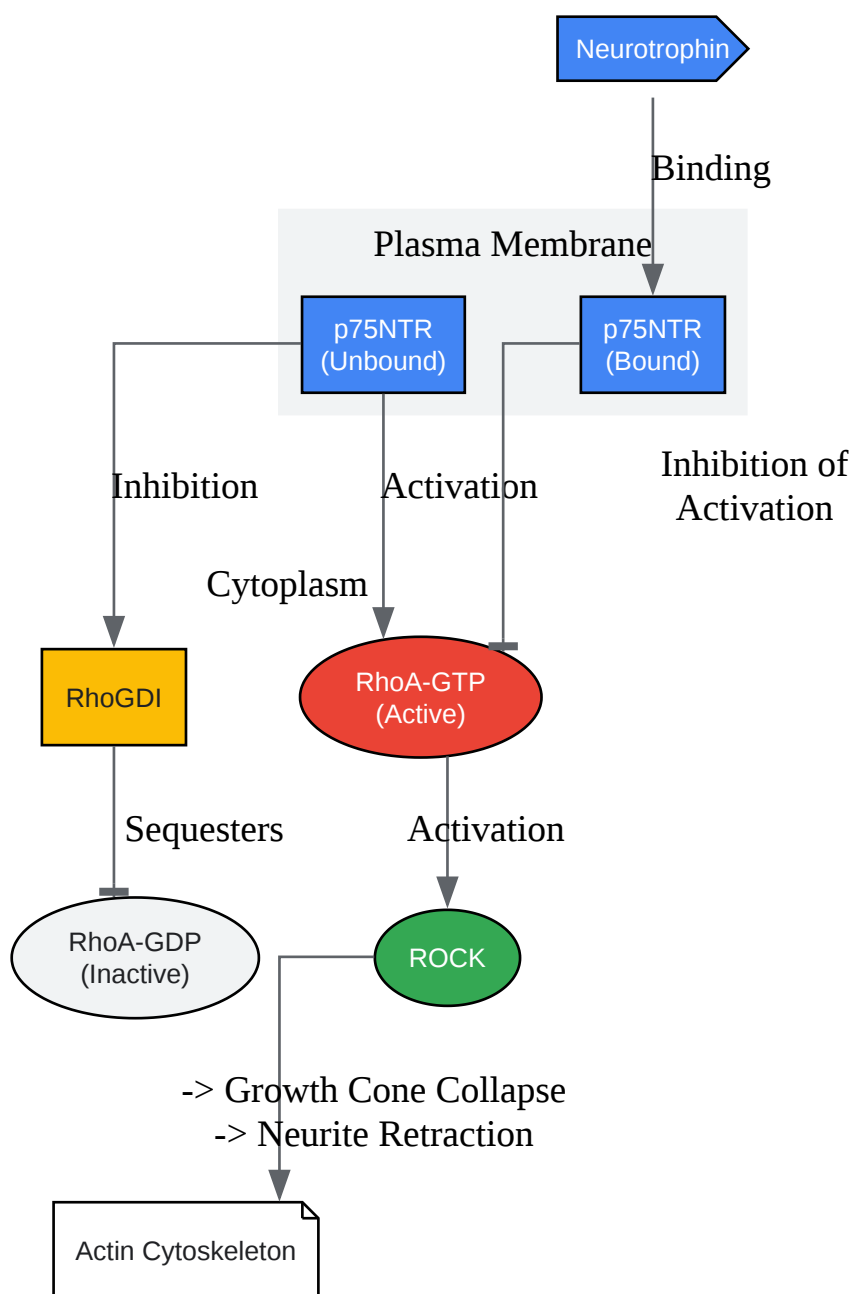 Neurotrophin
Binding
Plasma Membrane
p75NTR
(Unbound)
p75NTR
(Bound)
Inhibition
Activation
Inhibition of
Activation
Cytoplasm
RhoGDI
RhoA-GTP
(Active)
Sequesters
Activation
RhoA-GDP
(Inactive)
ROCK
-> Growth Cone Collapse
-> Neurite Retraction
Actin Cytoskeleton